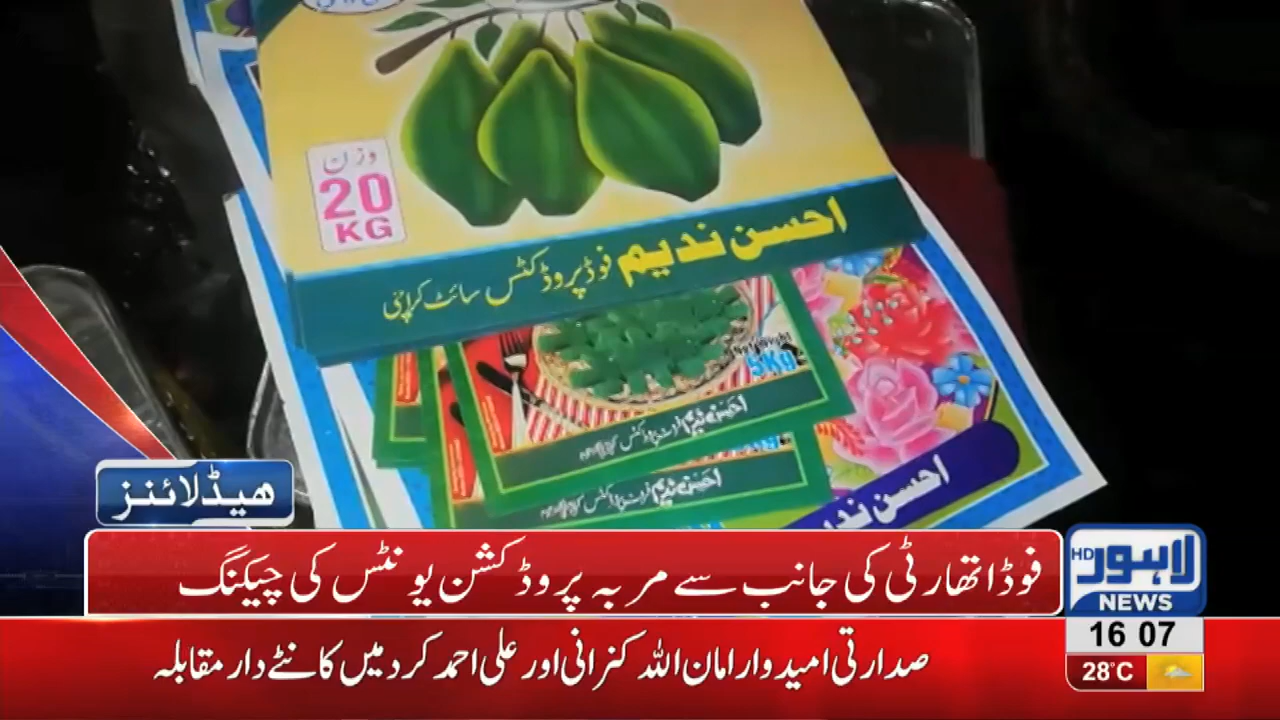 وزن
20
KG
احسن ندیم فوڈ پروڈکٹس سائٹ کراچی
5Kg
احسن ندیم
ھیڈلائنز
فوڈ اتھارٹی کی جانب سے مربہ پروڈکشن یونٹس کی چیکنگ
لاہور
HD
NEWS
صدارتی امیدوار امان اللہ کنرانی اور علی احمد کرد میں کانٹے دار مقابلہ
16 07
28°C